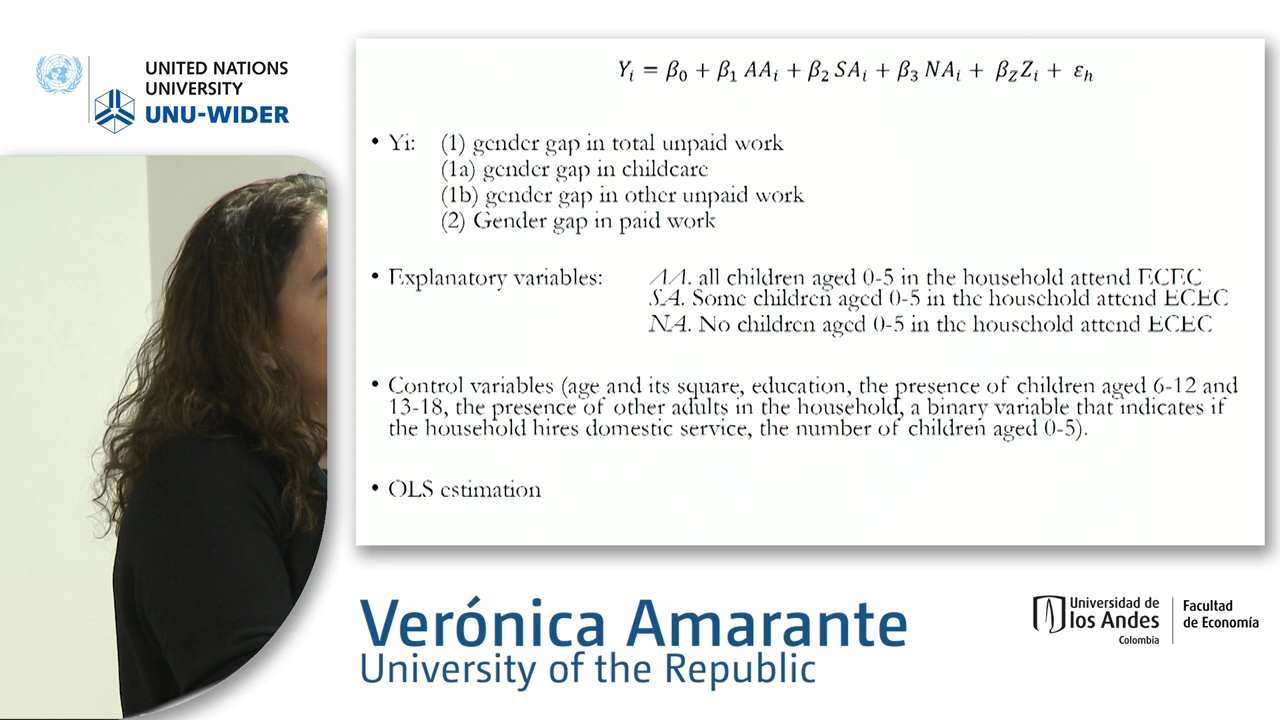 UNITED NATIONS
UNIVERSITY
UNU-WIDER
Yᵢ = β₀ + β₁ AAᵢ + β₂ SAᵢ + β₃ NAᵢ + β_Z Zᵢ + εₕ
• Yi: (1) gender gap in total unpaid work
(1a) gender gap in childcare
(1b) gender gap in other unpaid work
(2) Gender gap in paid work
• Explanatory variables: AA. all children aged 0-5 in the household attend ECEC
SA. Some children aged 0-5 in the household attend ECEC
NA. No children aged 0-5 in the household attend ECEC
• Control variables (age and its square, education, the presence of children aged 6-12 and
13-18, the presence of other adults in the household, a binary variable that indicates if
the household hires domestic service, the number of children aged 0-5).
• OLS estimation
Verónica Amarante
University of the Republic
Universidad de
los Andes
Colombia
Facultad
de Economía